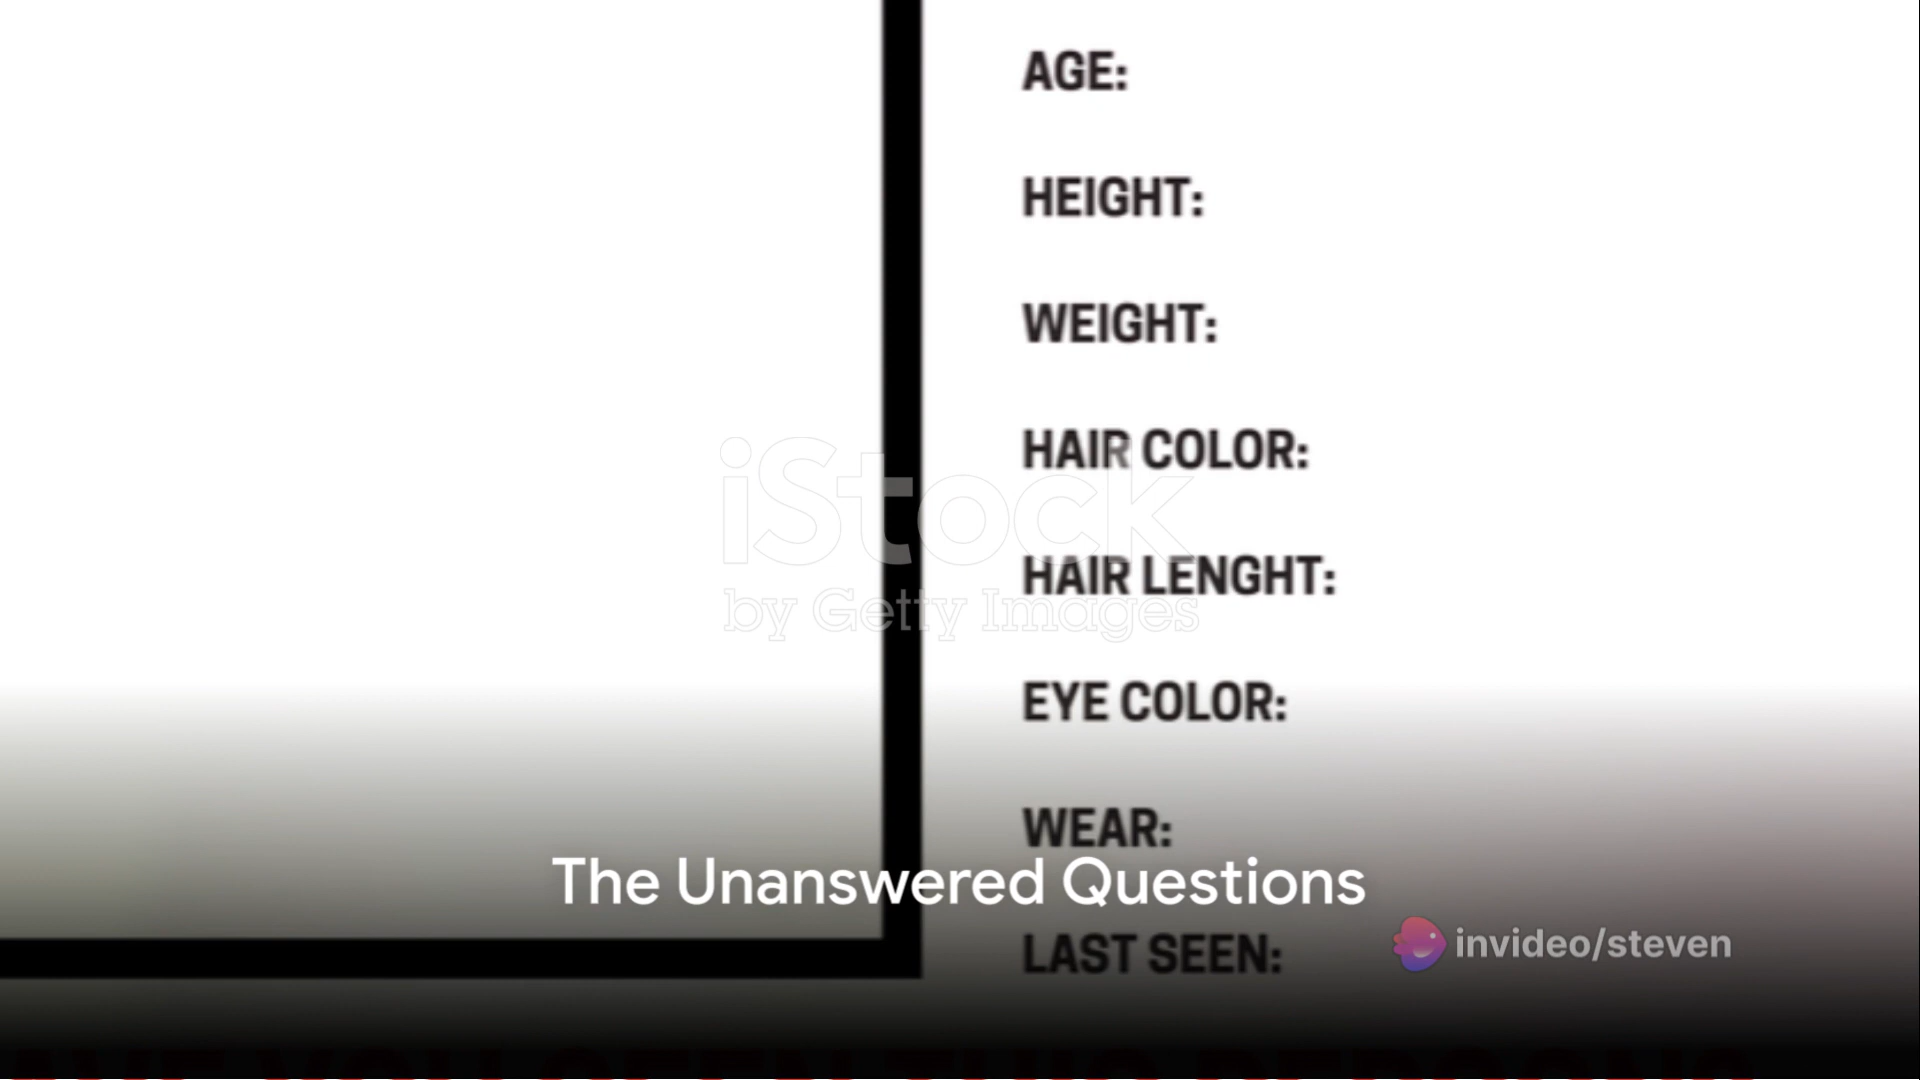 AGE:
HEIGHT:
WEIGHT:
HAIR COLOR:
iStock
HAIR LENGHT:
by Getty Images
EYE COLOR:
WEAR:
The Unanswered Questions
LAST SEEN:
invideo/steven